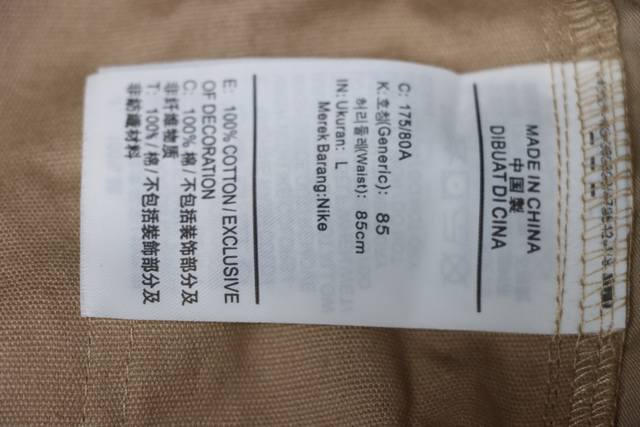 MADE IN CHINA
中国製
DIBUAT DI CINA
C: 175/80A
K: 호칭(Generic): 85
허리둘레(Waist): 85cm
IN: Ukuran: L
Merek Barang:Nike
E: 100% COTTON / EXCLUSIVE
OF DECORATION
C: 100% 棉 / 不包括装饰部分及
非纤维物质
T: 100% / 棉 / 不包括装飾部分及
非紡織材料